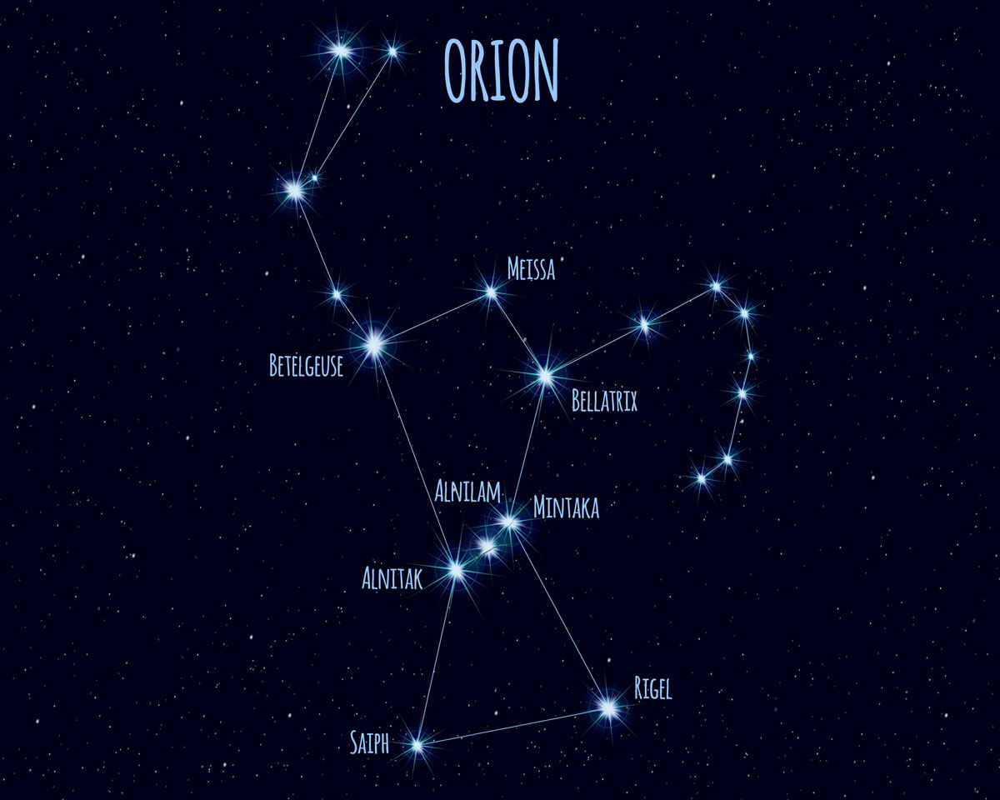 ORION
MEISSA
BETELGEUSE
BELLATRIX
ALNILAM
MINTAKA
ALNITAK
RIGEL
SAIPH